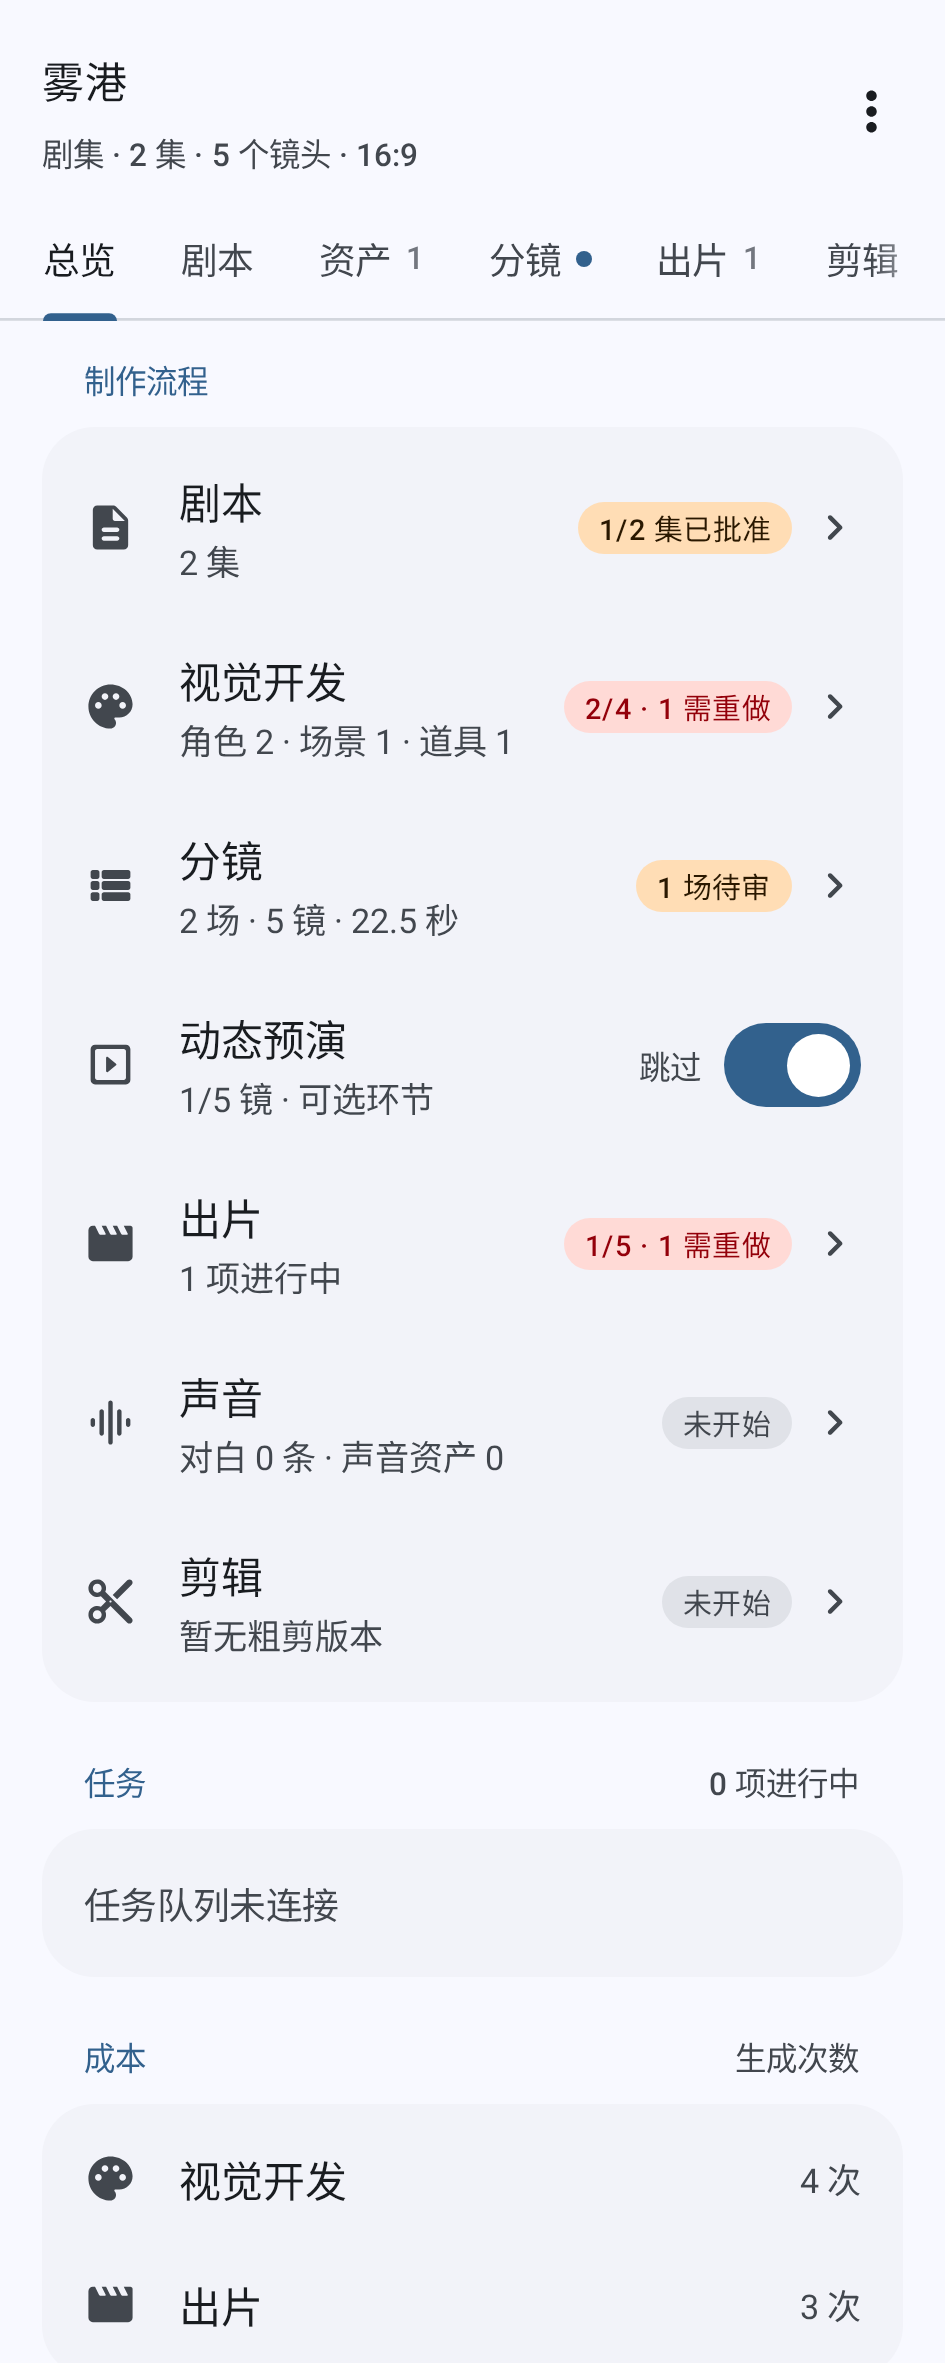 雾港
剧集 · 2 集 · 5 个镜头 · 16:9
总览 剧本 资产 1 分镜 出片 1 剪辑
制作流程
剧本
1/2 集已批准
2 集
视觉开发
2/4 · 1 需重做
角色 2 · 场景 1 · 道具 1
分镜
1 场待审
2 场 · 5 镜 · 22.5 秒
动态预演
跳过
1/5 镜 · 可选环节
出片
1/5 · 1 需重做
1 项进行中
声音
未开始
对白 0 条 · 声音资产 0
剪辑
未开始
暂无粗剪版本
任务 0 项进行中
任务队列未连接
成本 生成次数
视觉开发 4 次
出片 3 次